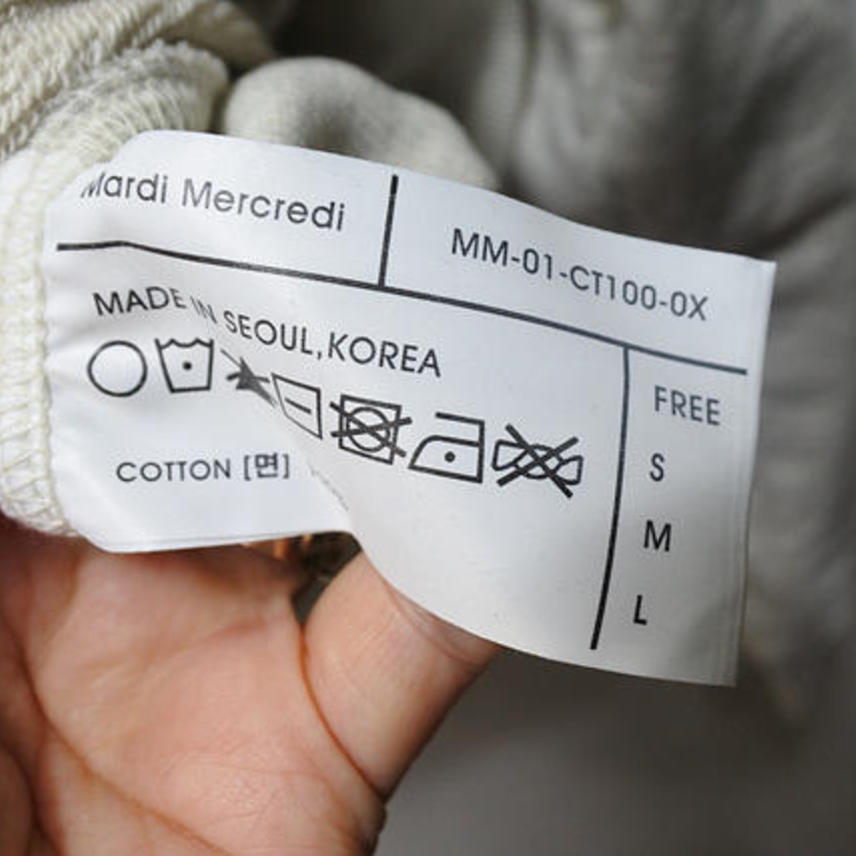 Mardi Mercredi
MM-01-CT100-0X
MADE IN SEOUL,KOREA
COTTON [면]
FREE
S
M
L